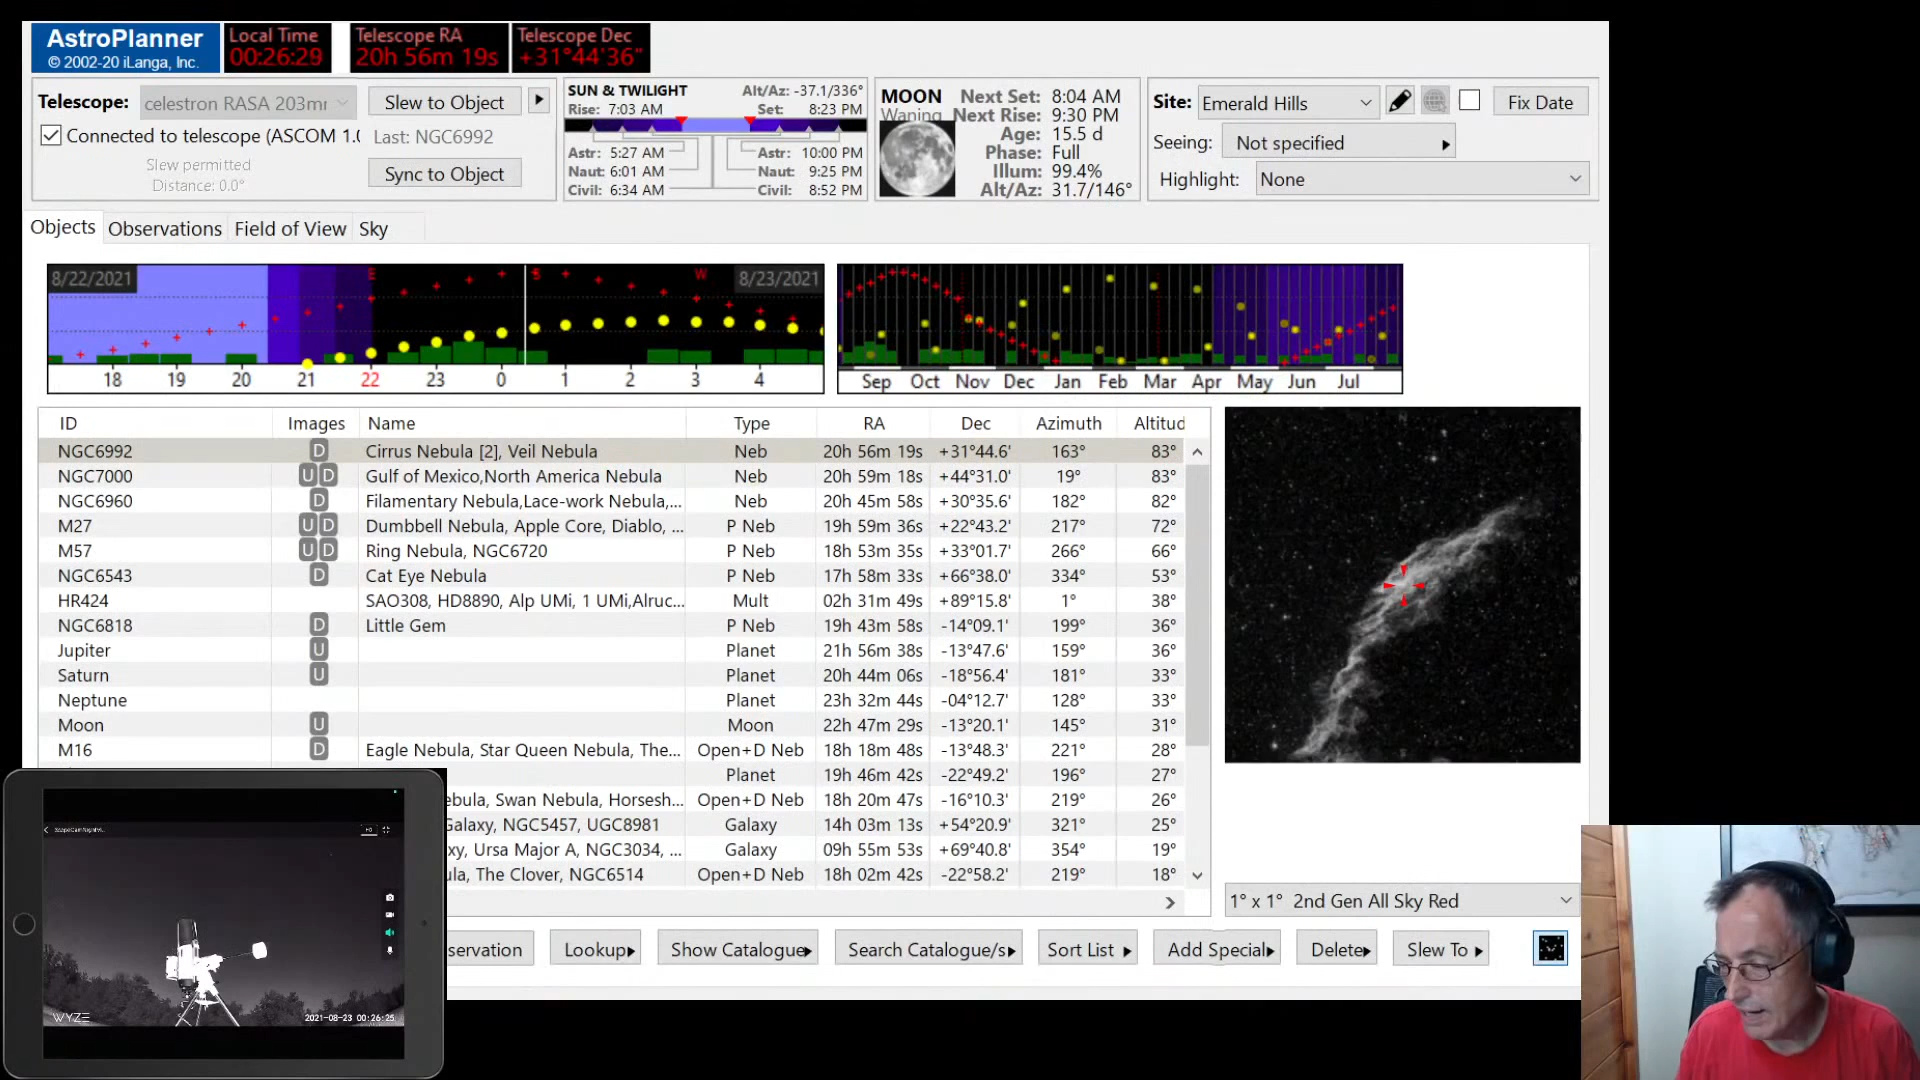 AstroPlanner
© 2002-20 iLanga, Inc.
Local Time
00:26:29
Telescope RA
20h 56m 19s
Telescope Dec
+31°44'36"
Telescope:
celestron RASA 203mr
Slew to Object
Connected to telescope (ASCOM 1.0
Last: NGC6992
Slew permitted
Distance: 0.0°
Sync to Object
SUN & TWILIGHT
Alt/Az: -37.1/336°
Rise: 7:03 AM
Set: 8:23 PM
Astr: 5:27 AM
Astr: 10:00 PM
Naut: 6:01 AM
Naut: 9:25 PM
Civil: 6:34 AM
Civil: 8:52 PM
MOON
Waning
Next Set: 8:04 AM
Next Rise: 9:30 PM
Age: 15.5 d
Phase: Full
Illum: 99.4%
Alt/Az: 31.7/146°
Site: Emerald Hills
Fix Date
Seeing: Not specified
Highlight: None
Objects Observations Field of View Sky
8/22/2021 E S W 8/23/2021
18 19 20 21 22 23 0 1 2 3 4
Sep Oct Nov Dec Jan Feb Mar Apr May Jun Jul
ID Images Name Type RA Dec Azimuth Altitud
NGC6992 D Cirrus Nebula [2], Veil Nebula Neb 20h 56m 19s +31°44.6' 163° 83°
NGC7000 U D Gulf of Mexico,North America Nebula Neb 20h 59m 18s +44°31.0' 19° 83°
NGC6960 D Filamentary Nebula,Lace-work Nebula,... Neb 20h 45m 58s +30°35.6' 182° 82°
M27 U D Dumbbell Nebula, Apple Core, Diablo, ... P Neb 19h 59m 36s +22°43.2' 217° 72°
M57 U D Ring Nebula, NGC6720 P Neb 18h 53m 35s +33°01.7' 266° 66°
NGC6543 D Cat Eye Nebula P Neb 17h 58m 33s +66°38.0' 334° 53°
HR424 SAO308, HD8890, Alp UMi, 1 UMi,Alruc... Mult 02h 31m 49s +89°15.8' 1° 38°
NGC6818 D Little Gem P Neb 19h 43m 58s -14°09.1' 199° 36°
Jupiter U Planet 21h 56m 38s -13°47.6' 159° 36°
Saturn U Planet 20h 44m 06s -18°56.4' 181° 33°
Neptune Planet 23h 32m 44s -04°12.7' 128° 33°
Moon U Moon 22h 47m 29s -13°20.1' 145° 31°
M16 D Eagle Nebula, Star Queen Nebula, The... Open+D Neb 18h 18m 48s -13°48.3' 221° 28°
Planet 19h 46m 42s -22°49.2' 196° 27°
ebula, Swan Nebula, Horsesh... Open+D Neb 18h 20m 47s -16°10.3' 219° 26°
Galaxy, NGC5457, UGC8981 Galaxy 14h 03m 13s +54°20.9' 321° 25°
xy, Ursa Major A, NGC3034, ... Galaxy 09h 55m 53s +69°40.8' 354° 19°
ula, The Clover, NGC6514 Open+D Neb 18h 02m 42s -22°58.2' 219° 18°
1° x 1° 2nd Gen All Sky Red
servation Lookup Show Catalogue Search Catalogue/s Sort List Add Special Delete Slew To
WYZE 2021-08-23 00:26:25